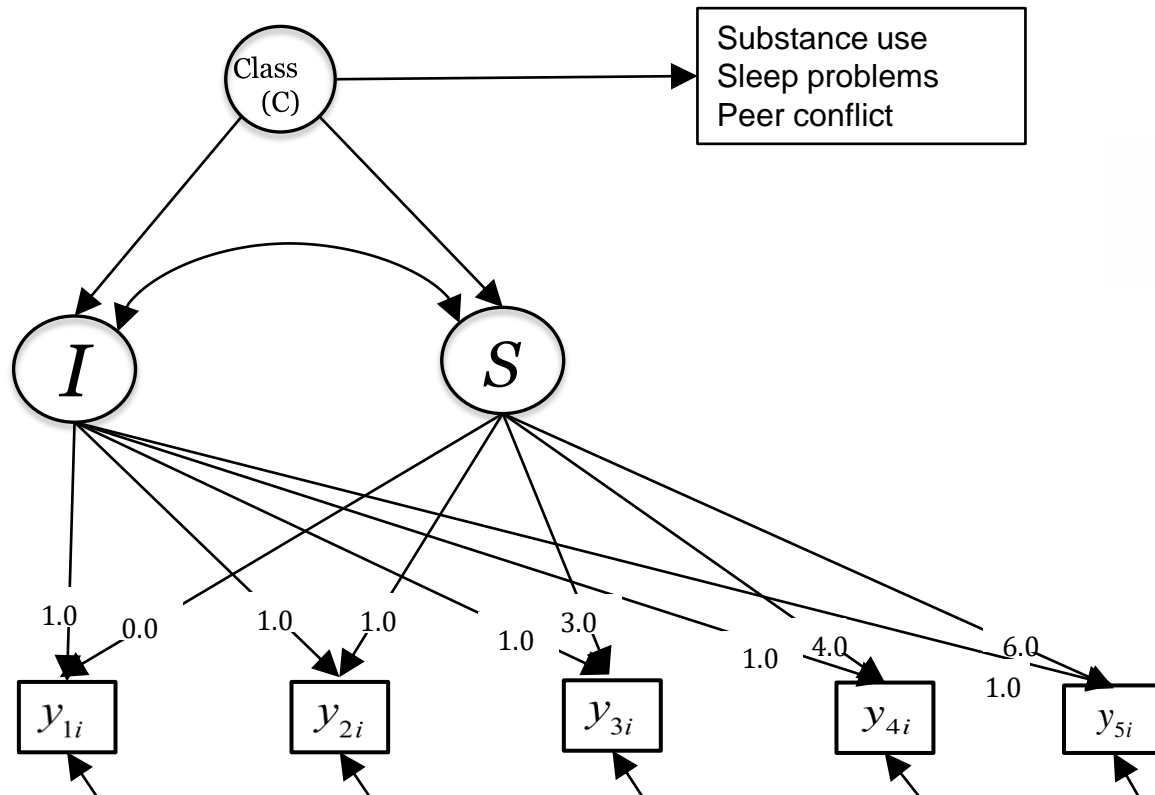 Class
(C)
Substance use
Sleep problems
Peer conflict
I
S
1.0
0.0
1.0
1.0
1.0
3.0
1.0
4.0
1.0
6.0
y1i
y2i
y3i
y4i
y5i